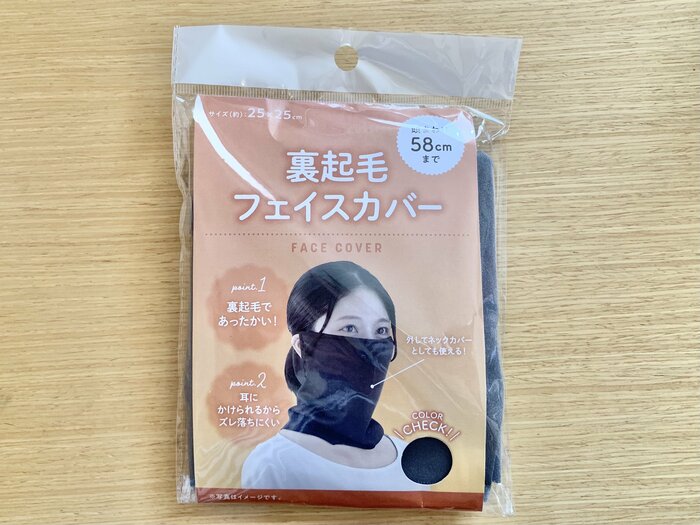 サイズ(約):25×25cm
58cm
まで
裏起毛
フェイスカバー
FACE COVER
point.1
裏起毛で
あったかい!
外してネックカバー
としても使える!
point.2
耳に
かけられるから
ズレ落ちにくい
COLOR
CHECK!
※写真はイメージです。